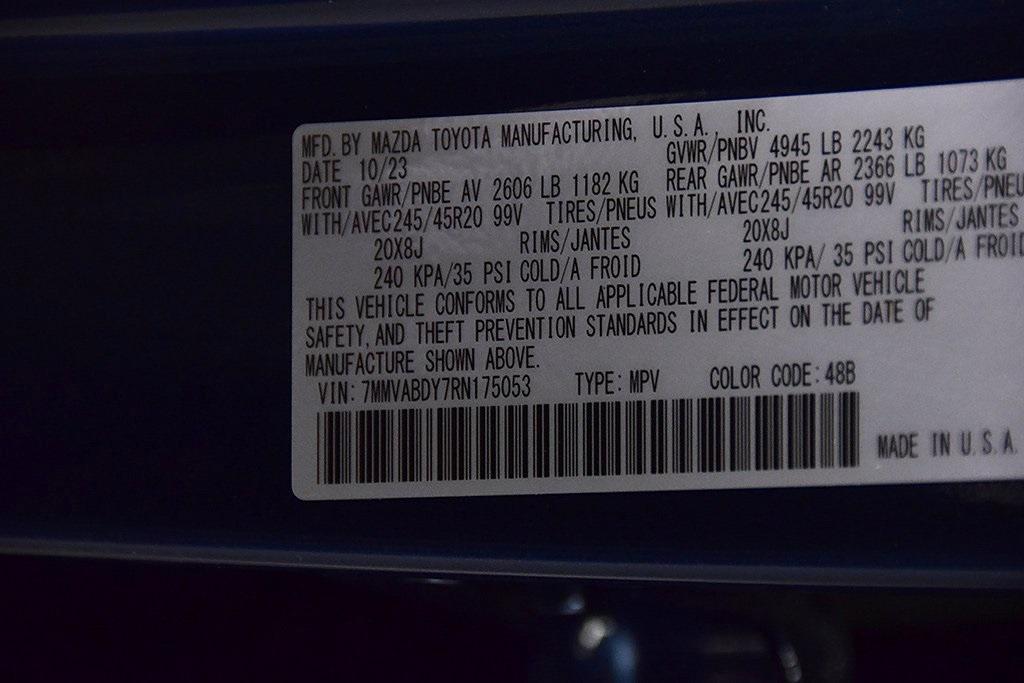 MFD. BY MAZDA TOYOTA MANUFACTURING, U.S.A., INC.
DATE 10/23 GVWR/PNBV 4945 LB 2243 KG
FRONT GAWR/PNBE AV 2606 LB 1182 KG REAR GAWR/PNBE AR 2366 LB 1073 KG
WITH/AVEC245/45R20 99V TIRES/PNEUS WITH/AVEC245/45R20 99V TIRES/PNEU
20X8J RIMS/JANTES 20X8J RIMS/JANTES
240 KPA/35 PSI COLD/A FROID 240 KPA/ 35 PSI COLD/A FROID
THIS VEHICLE CONFORMS TO ALL APPLICABLE FEDERAL MOTOR VEHICLE
SAFETY, AND THEFT PREVENTION STANDARDS IN EFFECT ON THE DATE OF
MANUFACTURE SHOWN ABOVE.
VIN: 7MMVABDY7RN175053 TYPE: MPV COLOR CODE: 48B
MADE IN U.S.A.